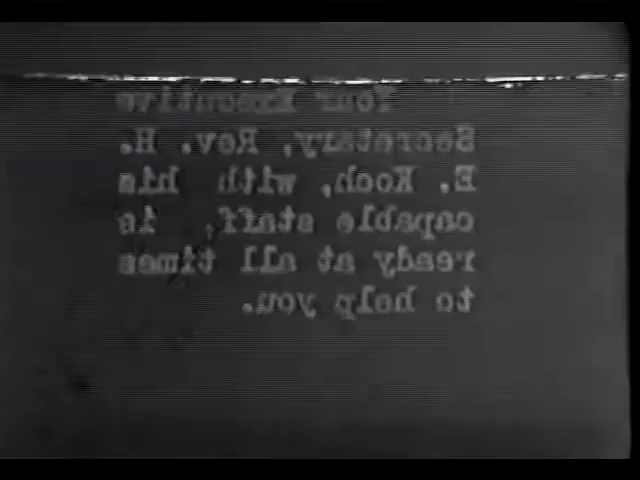 Your Executive
Secretary, Rev. H.
E. Koch, with his
capable staff, is
ready at all times
to help you.